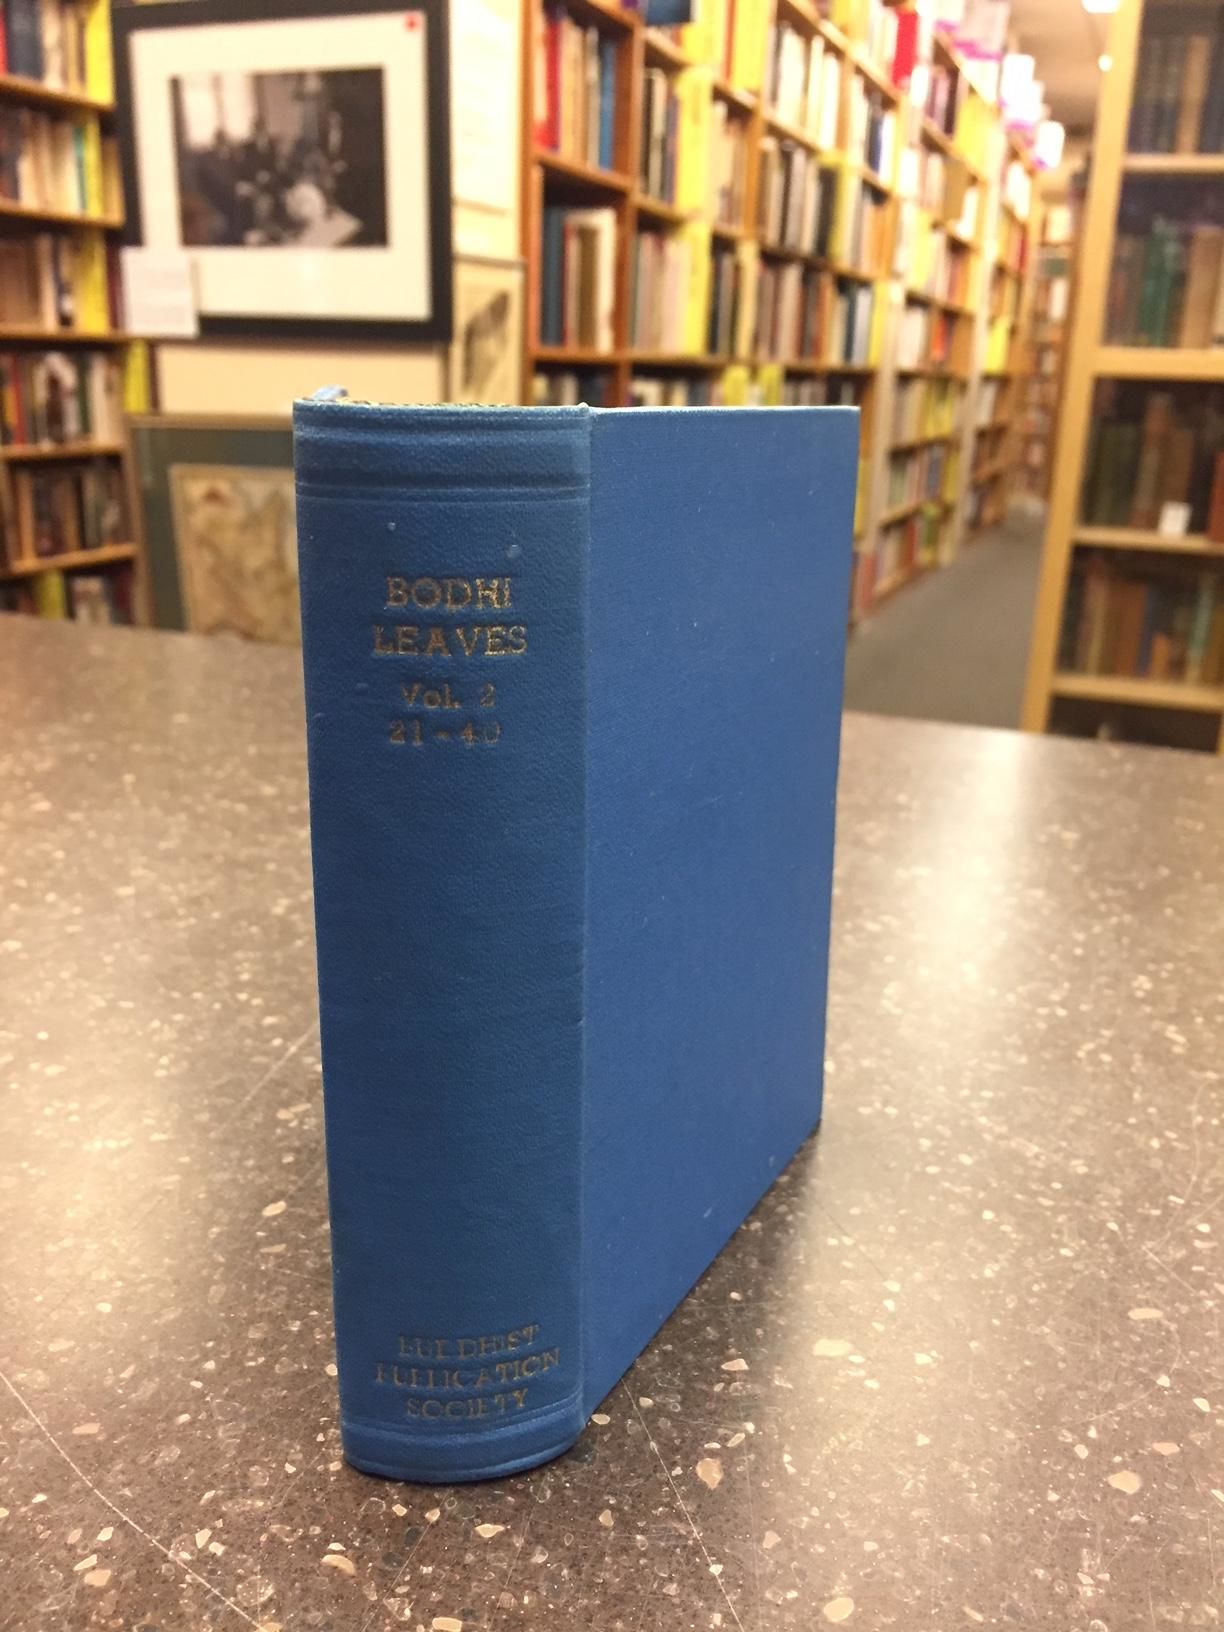 BODHI
LEAVES
Vol. 2
21-40
BUDDHIST
PUBLICATION
SOCIETY